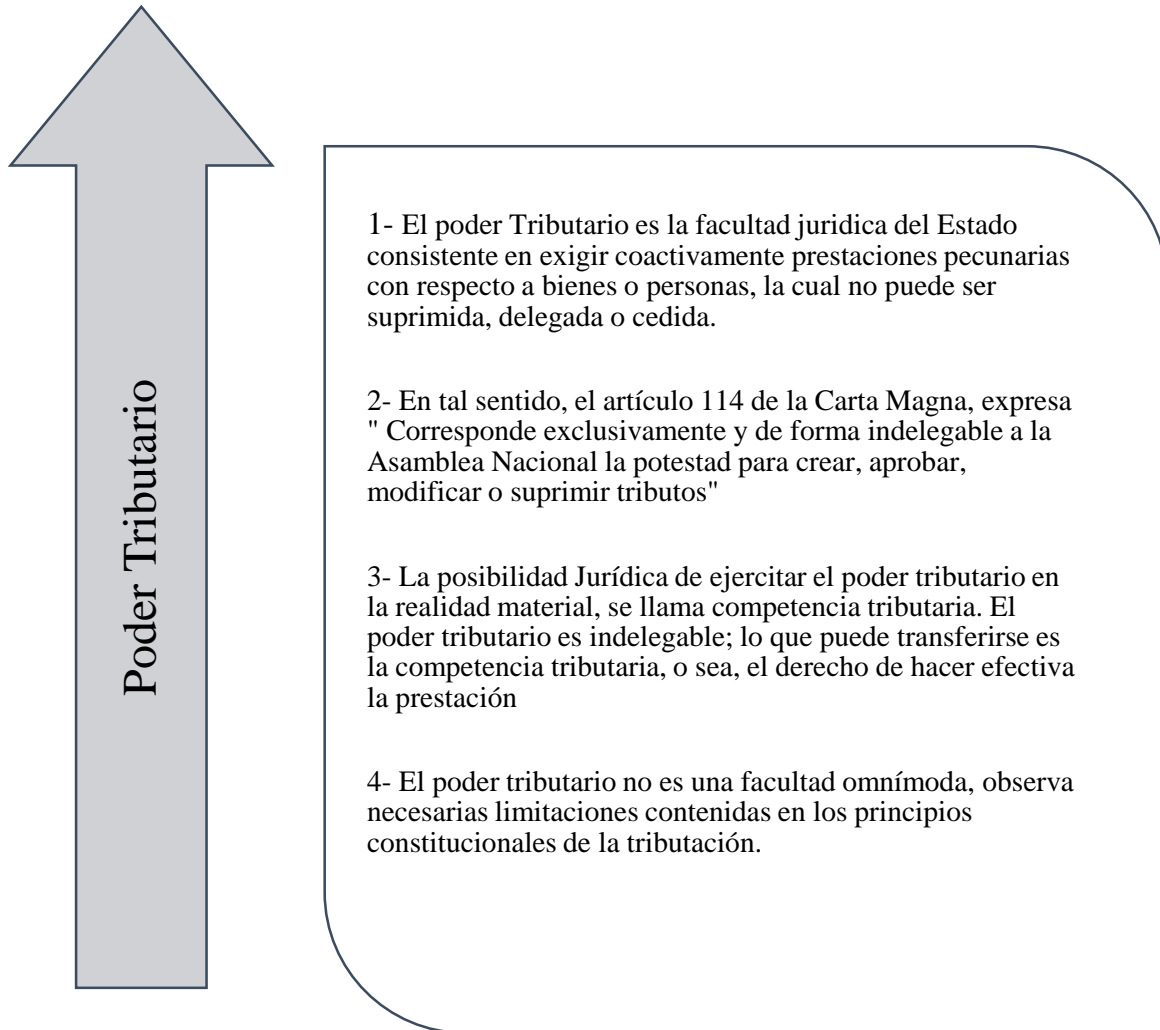 Poder Tributario
1- El poder Tributario es la facultad juridica del Estado
consistente en exigir coactivamente prestaciones pecunarias
con respecto a bienes o personas, la cual no puede ser
suprimida, delegada o cedida.
2- En tal sentido, el artículo 114 de la Carta Magna, expresa
" Corresponde exclusivamente y de forma indelegable a la
Asamblea Nacional la potestad para crear, aprobar,
modificar o suprimir tributos"
3- La posibilidad Jurídica de ejercitar el poder tributario en
la realidad material, se llama competencia tributaria. El
poder tributario es indelegable; lo que puede transferirse es
la competencia tributaria, o sea, el derecho de hacer efectiva
la prestación
4- El poder tributario no es una facultad omnímoda, observa
necesarias limitaciones contenidas en los principios
constitucionales de la tributación.